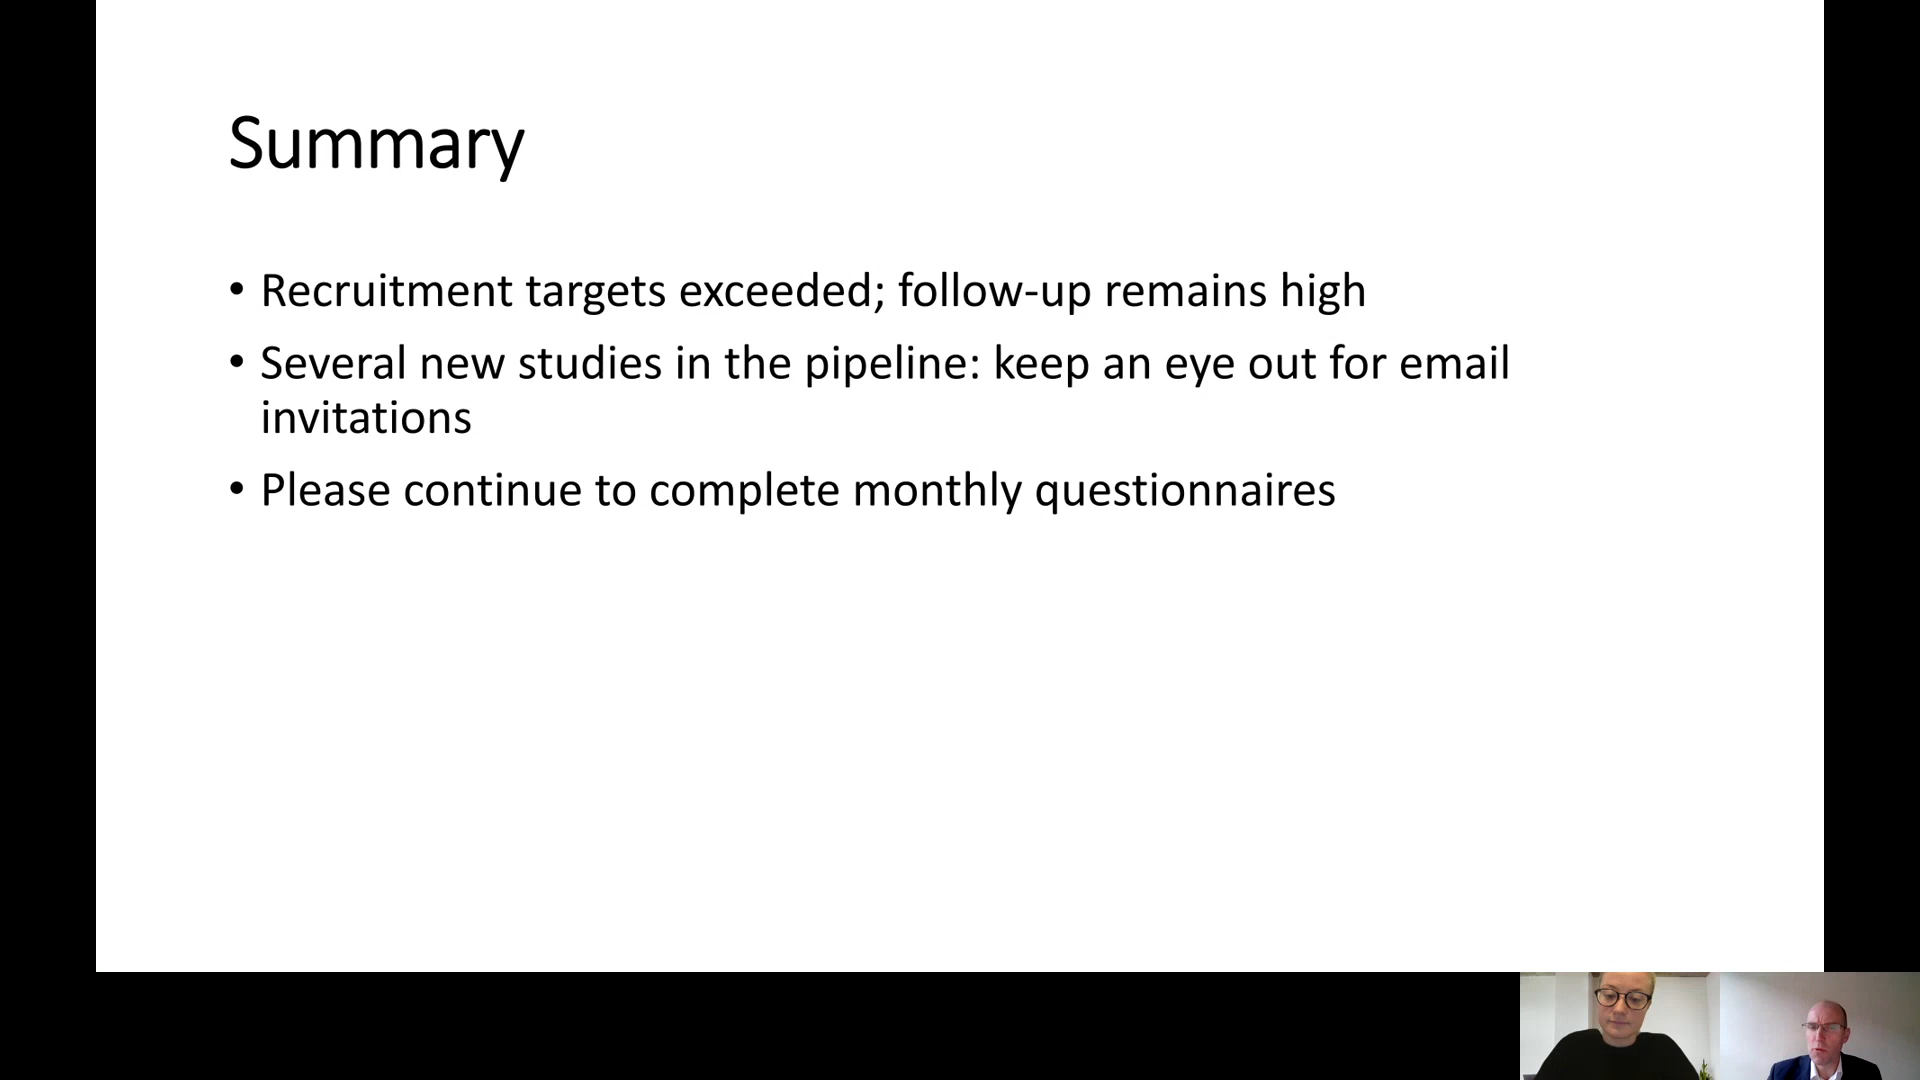 Summary
• Recruitment targets exceeded; follow-up remains high
• Several new studies in the pipeline: keep an eye out for email
invitations
• Please continue to complete monthly questionnaires